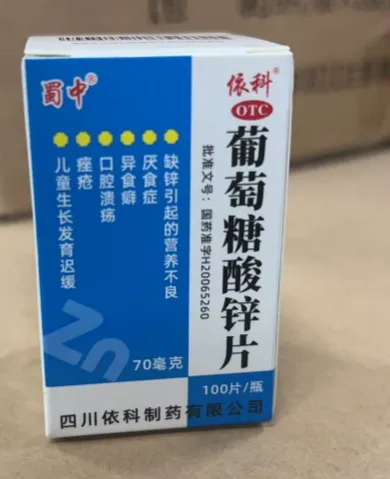 蜀中®
依科®
OTC
葡萄糖酸锌片
批准文号：国药准字H20065260
缺锌引起的营养不良
厌食症
异食癖
口腔溃疡
痤疮
儿童生长发育迟缓
Zn
70毫克
100片/瓶
四川依科制药有限公司